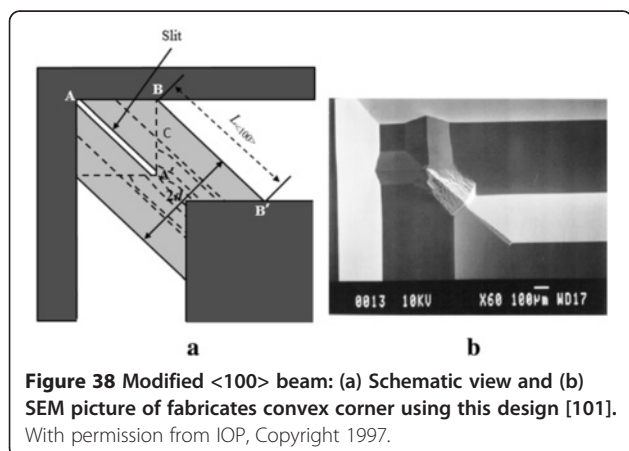 Slit
A
B
C
L<100>
A'
2d
B'
a
0013 10KV X60 100μm WD17
b
Figure 38 Modified <100> beam: (a) Schematic view and (b)
SEM picture of fabricates convex corner using this design [101].
With permission from IOP, Copyright 1997.